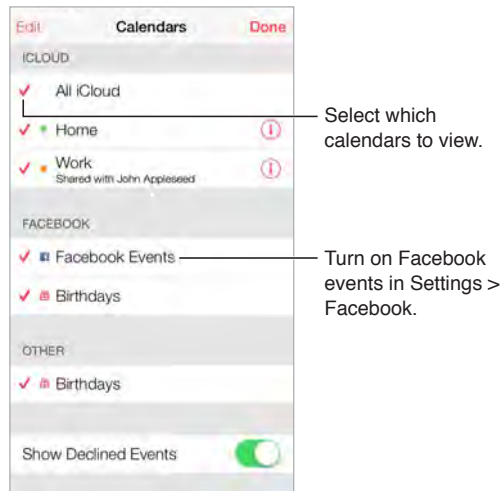 Edit Calendars Done
ICLOUD
All iCloud
Home
Work
Shared with John Appleseed
FACEBOOK
Facebook Events
Birthdays
OTHER
Birthdays
Show Declined Events
Select which
calendars to view.
Turn on Facebook
events in Settings >
Facebook.